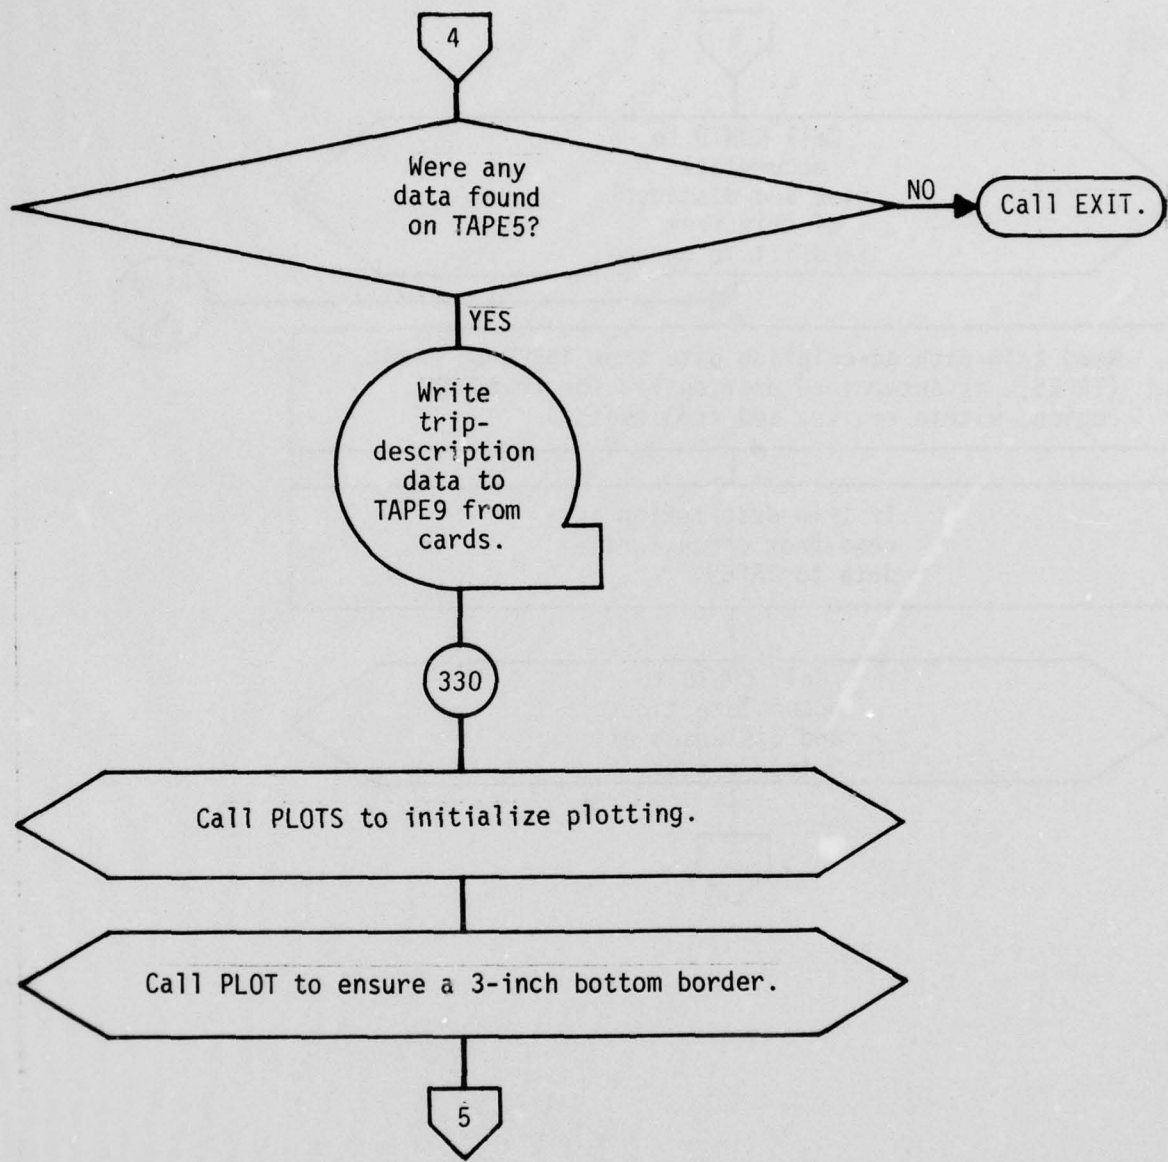 4
Were any
data found
on TAPE5?
NO
Call EXIT.
YES
Write
trip-
description
data to
TAPE9 from
cards.
330
Call PLOTS to initialize plotting.
Call PLOT to ensure a 3-inch bottom border.
5